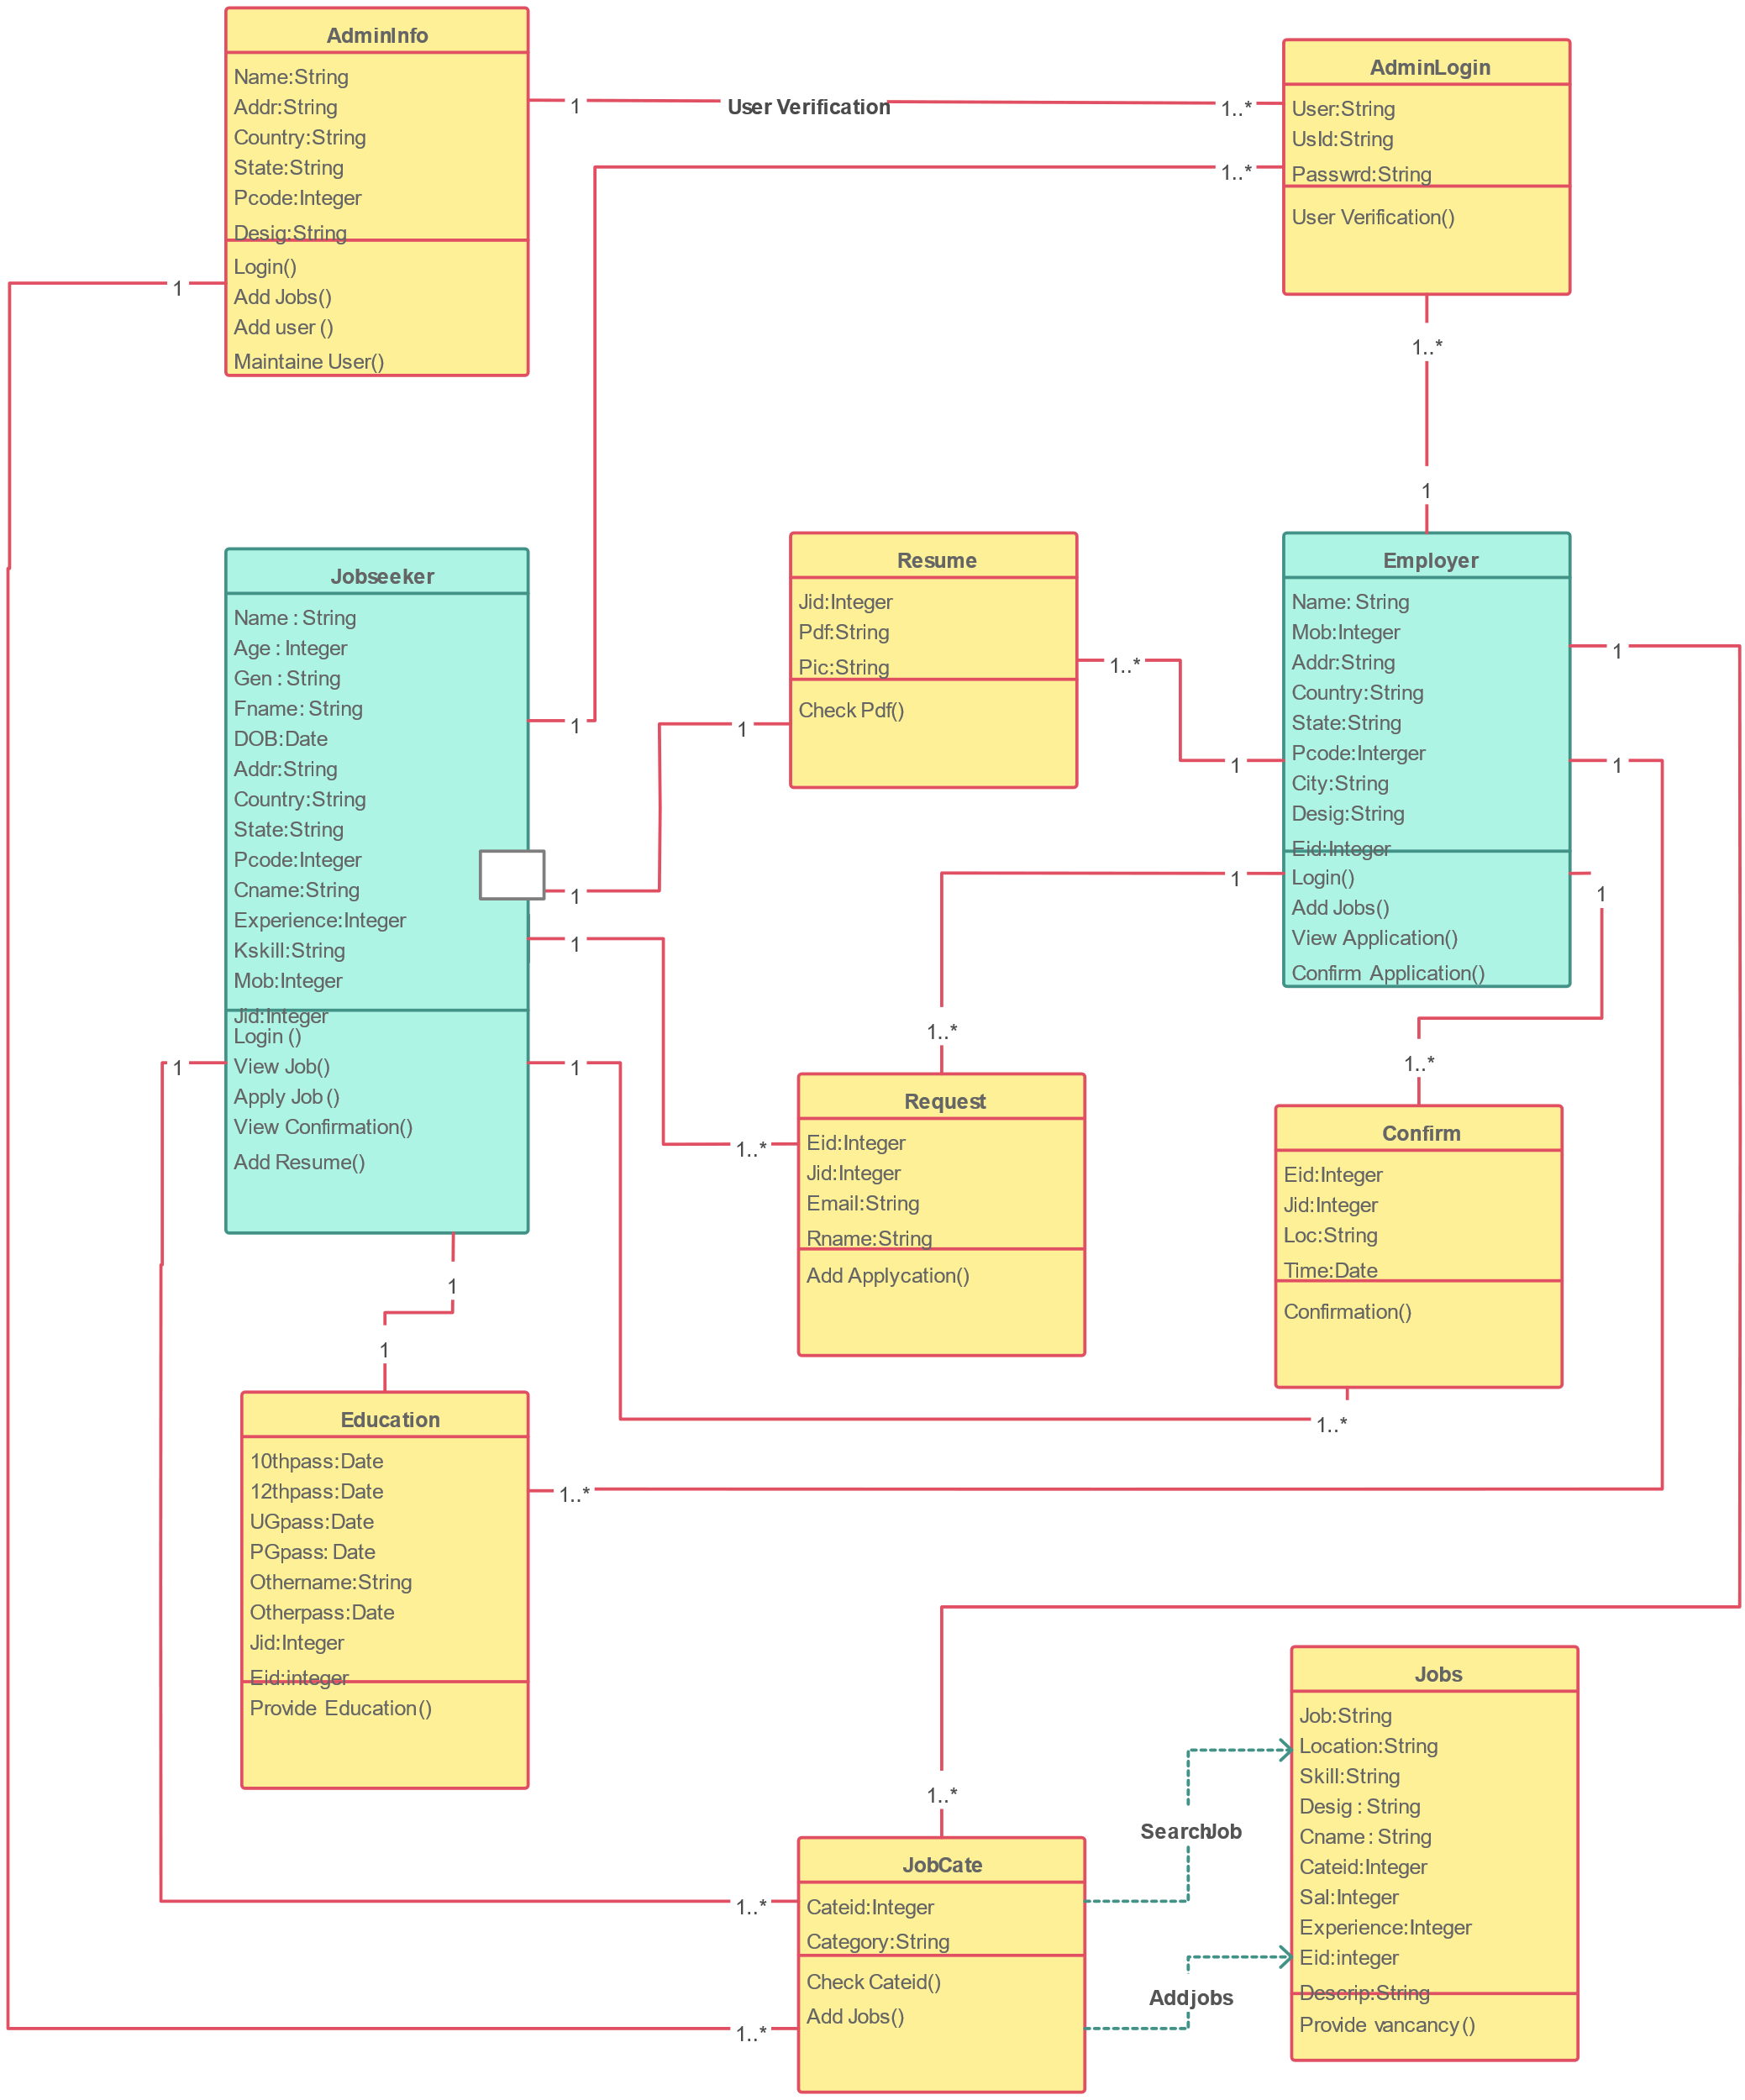 AdminInfo
Name:String
Addr:String
Country:String
State:String
Pcode:Integer
Desig:String
Login()
Add Jobs()
Add user ()
Maintaine User()
1
User Verification
1..*
AdminLogin
User:String
UsId:String
Passwrd:String
User Verification()
1..*
1
1..*
1
Jobseeker
Name : String
Age : Integer
Gen : String
Fname : String
DOB:Date
Addr:String
Country:String
State:String
Pcode:Integer
Cname:String
Experience:Integer
Kskill:String
Mob:Integer
Jid:Integer
Login ()
View Job()
Apply Job ()
View Confirmation()
Add Resume()
1
1
1
1
1
Resume
Jid:Integer
Pdf:String
Pic:String
Check Pdf()
1
1..*
Employer
Name: String
Mob:Integer
Addr:String
Country:String
State:String
Pcode:Interger
City:String
Desig:String
Eid:Integer
Login()
Add Jobs()
View Application()
Confirm Application()
1
1
1
1
1
1..*
Request
Eid:Integer
Jid:Integer
Email:String
Rname:String
Add Applycation()
1..*
1..*
Confirm
Eid:Integer
Jid:Integer
Loc:String
Time:Date
Confirmation()
1..*
1
1
Education
10thpass:Date
12thpass:Date
UGpass:Date
PGpass: Date
Othername:String
Otherpass:Date
Jid:Integer
Eid:integer
Provide Education()
1..*
1..*
JobCate
Cateid:Integer
Category:String
Check Cateid()
Add Jobs()
1..*
1..*
SearchJob
Addjobs
Jobs
Job:String
Location:String
Skill:String
Desig : String
Cname : String
Cateid:Integer
Sal:Integer
Experience:Integer
Eid:integer
Descrip:String
Provide vancancy()